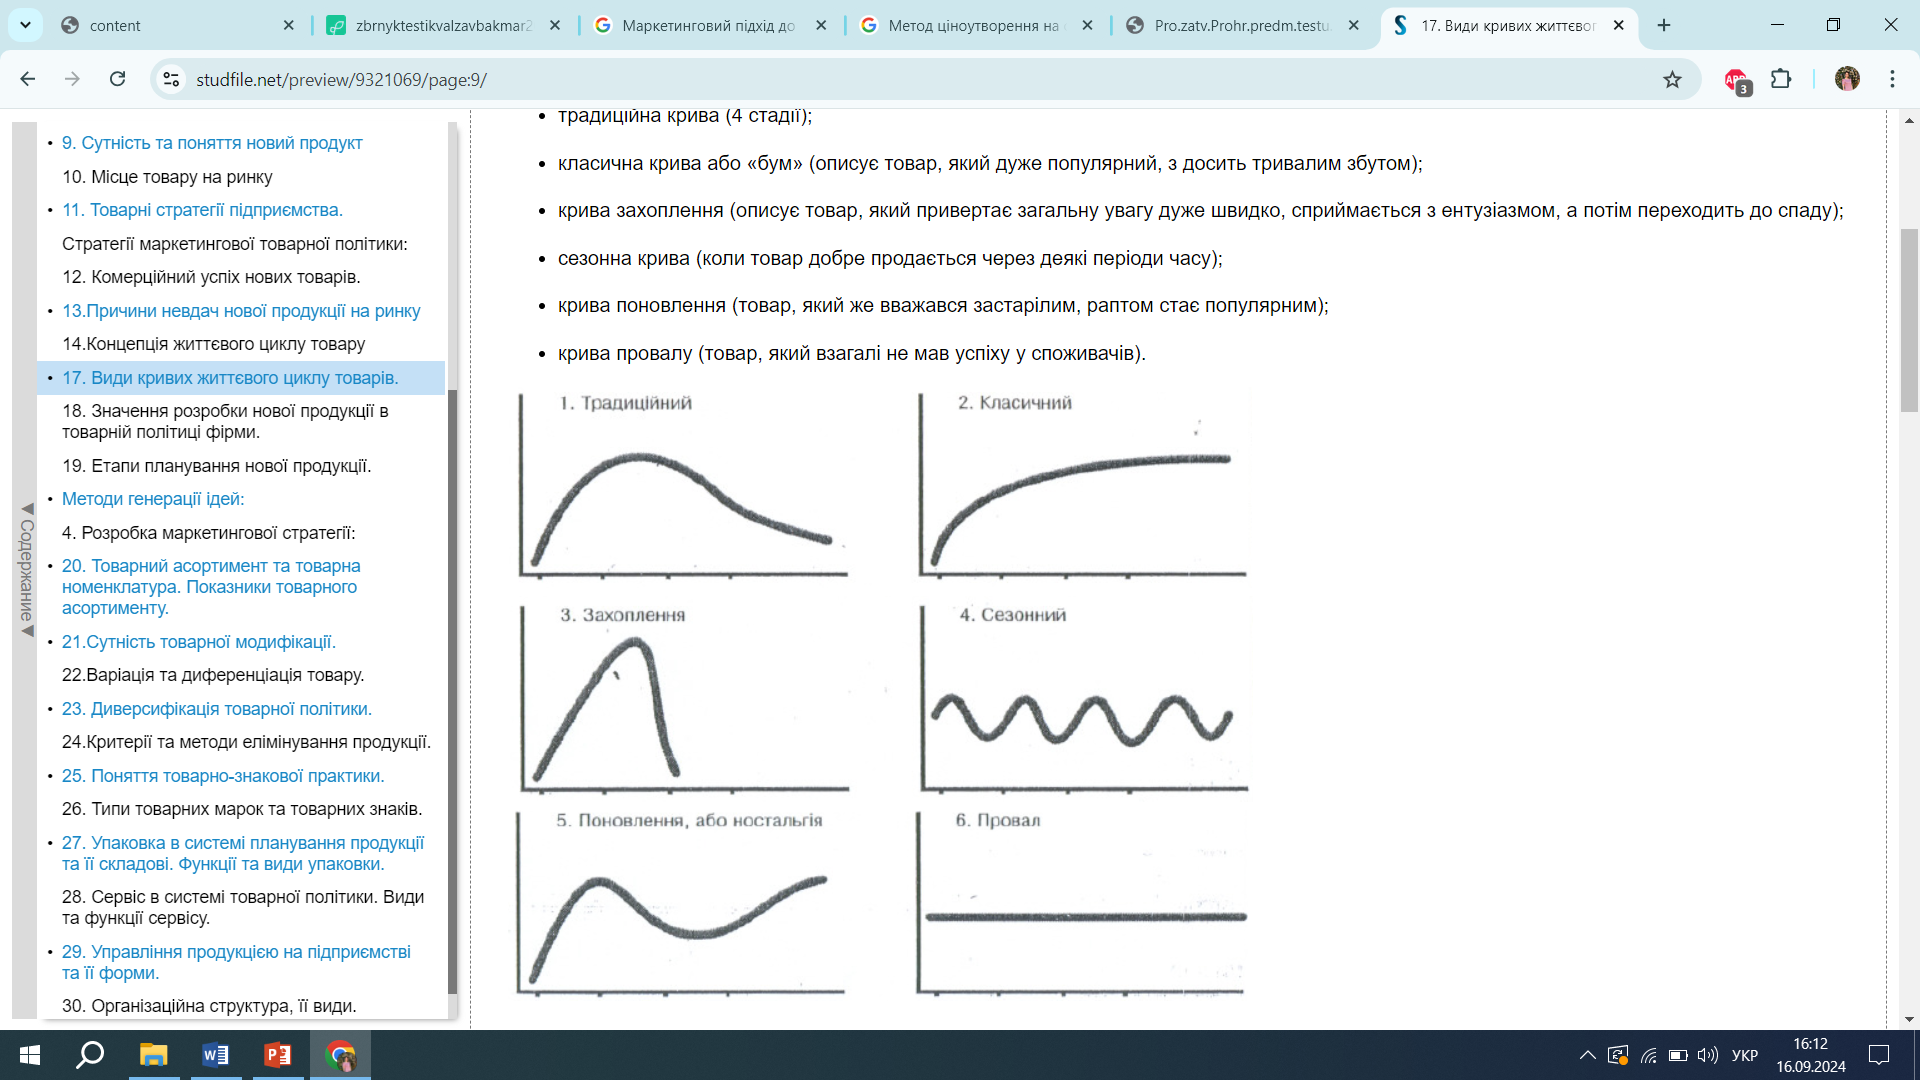 content
zbrnyktestikvalzavbakmar2
Маркетинговий підхід до
Метод ціноутворення на
Pro.zatv.Prohr.predm.testu.
17. Види кривих життєвог
studfile.net/preview/9321069/page:9/
ABP
3
◄ Содержание ◄
9. Сутність та поняття новий продукт
10. Місце товару на ринку
11. Товарні стратегії підприємства.
Стратегії маркетингової товарної політики:
12. Комерційний успіх нових товарів.
13.Причини невдач нової продукції на ринку
14.Концепція життєвого циклу товару
17. Види кривих життєвого циклу товарів.
18. Значення розробки нової продукції в
товарній політиці фірми.
19. Етапи планування нової продукції.
Методи генерації ідей:
4. Розробка маркетингової стратегії:
20. Товарний асортимент та товарна
номенклатура. Показники товарного
асортименту.
21.Сутність товарної модифікації.
22.Варіація та диференціація товару.
23. Диверсифікація товарної політики.
24.Критерії та методи елімінування продукції.
25. Поняття товарно-знакової практики.
26. Типи товарних марок та товарних знаків.
27. Упаковка в системі планування продукції
та її складові. Функції та види упаковки.
28. Сервіс в системі товарної політики. Види
та функції сервісу.
29. Управління продукцією на підприємстві
та її форми.
30. Організаційна структура, її види.
традиційна крива (4 стадії);
класична крива або «бум» (описує товар, який дуже популярний, з досить тривалим збутом);
крива захоплення (описує товар, який привертає загальну увагу дуже швидко, сприймається з ентузіазмом, а потім переходить до спаду);
сезонна крива (коли товар добре продається через деякі періоди часу);
крива поновлення (товар, який же вважався застарілим, раптом стає популярним);
крива провалу (товар, який взагалі не мав успіху у споживачів).
1. Традиційний
2. Класичний
3. Захоплення
4. Сезонний
5. Поновлення, або ностальгія
6. Провал
УКР
16:12
16.09.2024